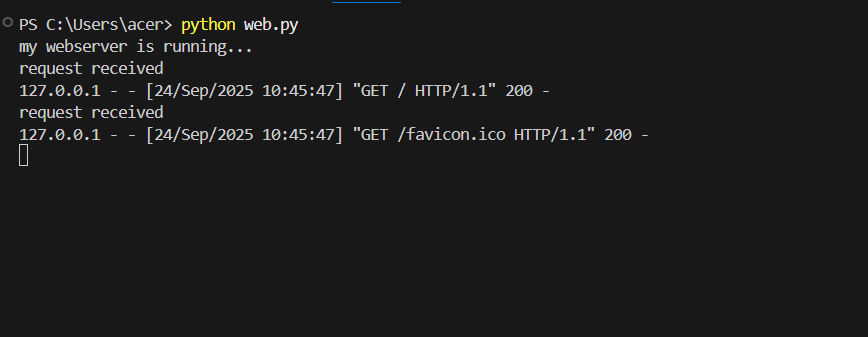 PS C:\Users\acer> python web.py
my webserver is running...
request received
127.0.0.1 - - [24/Sep/2025 10:45:47] "GET / HTTP/1.1" 200 -
request received
127.0.0.1 - - [24/Sep/2025 10:45:47] "GET /favicon.ico HTTP/1.1" 200 -